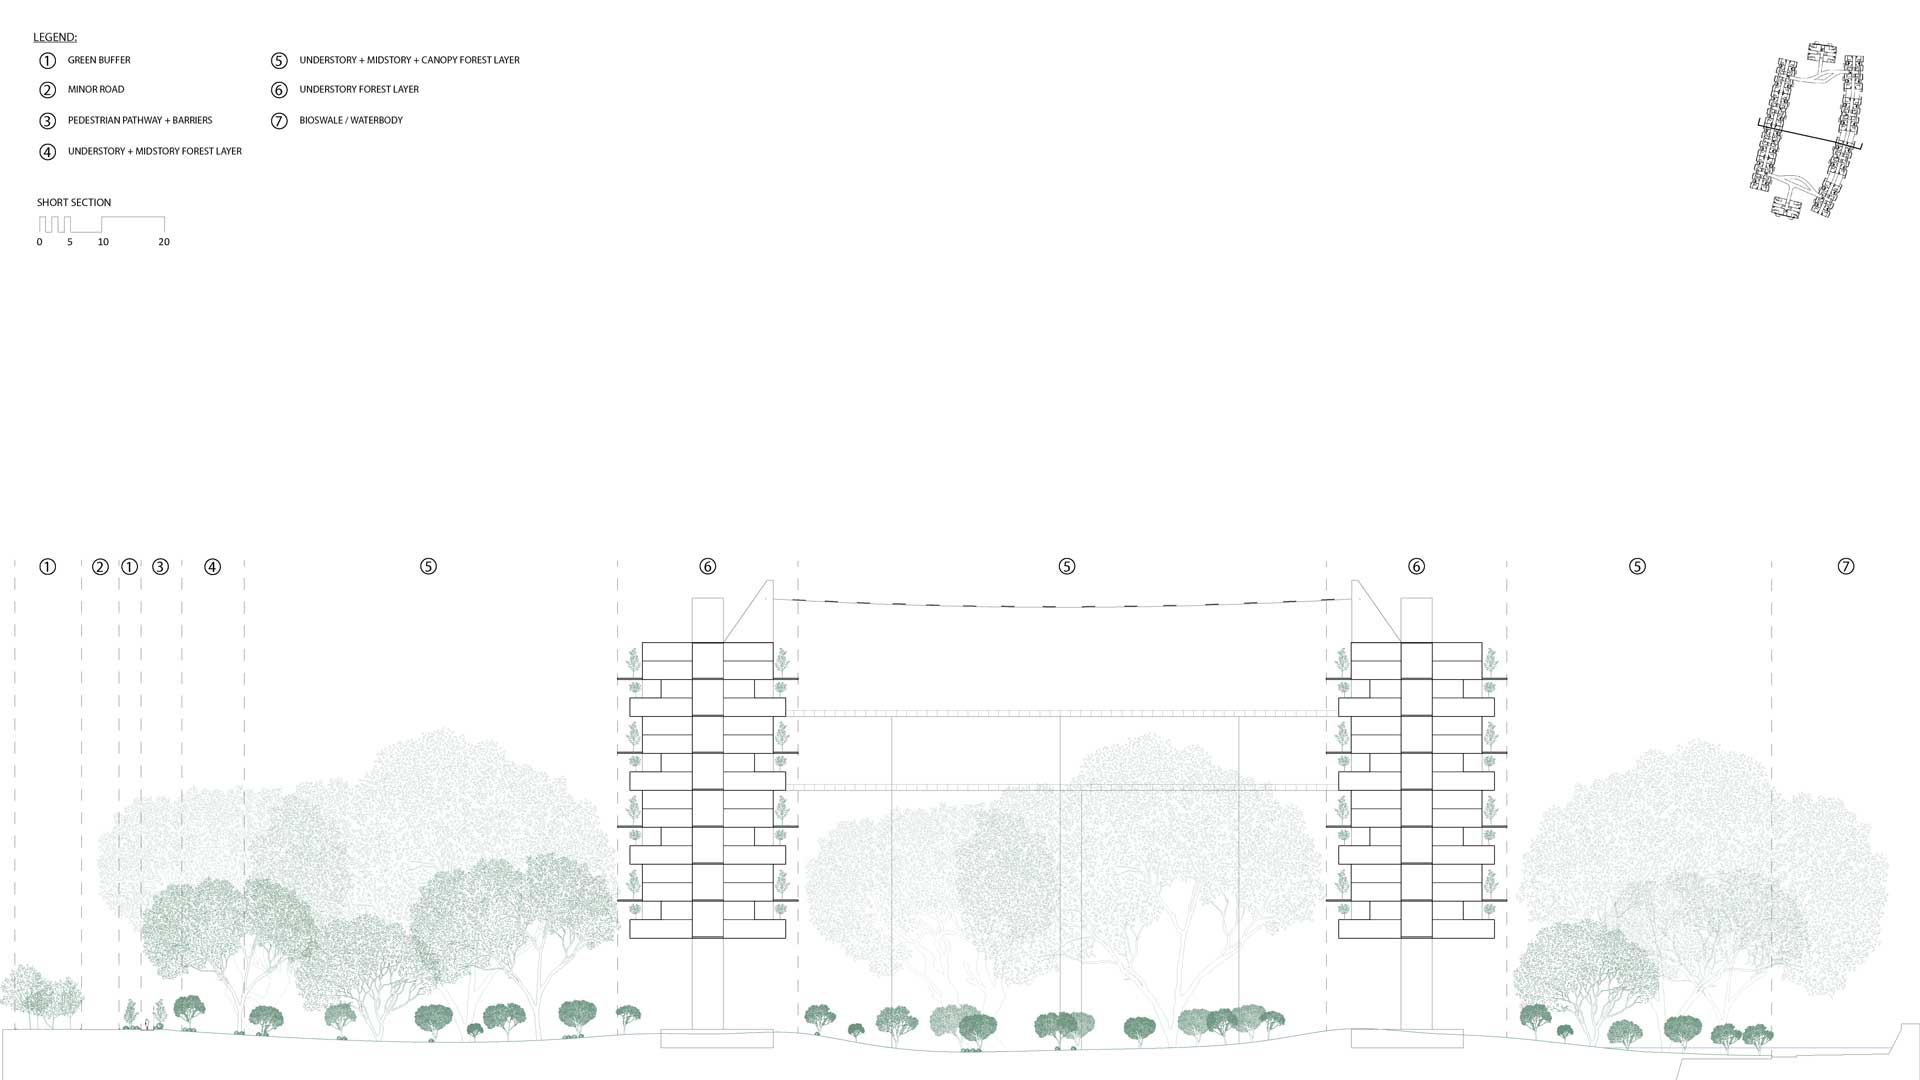 LEGEND:
1 GREEN BUFFER
2 MINOR ROAD
3 PEDESTRIAN PATHWAY + BARRIERS
4 UNDERSTORY + MIDSTORY FOREST LAYER
5 UNDERSTORY + MIDSTORY + CANOPY FOREST LAYER
6 UNDERSTORY FOREST LAYER
7 BIOSWALE / WATERBODY
SHORT SECTION
0 5 10 20
1 2 1 3 4 5 6 5 6 5 7